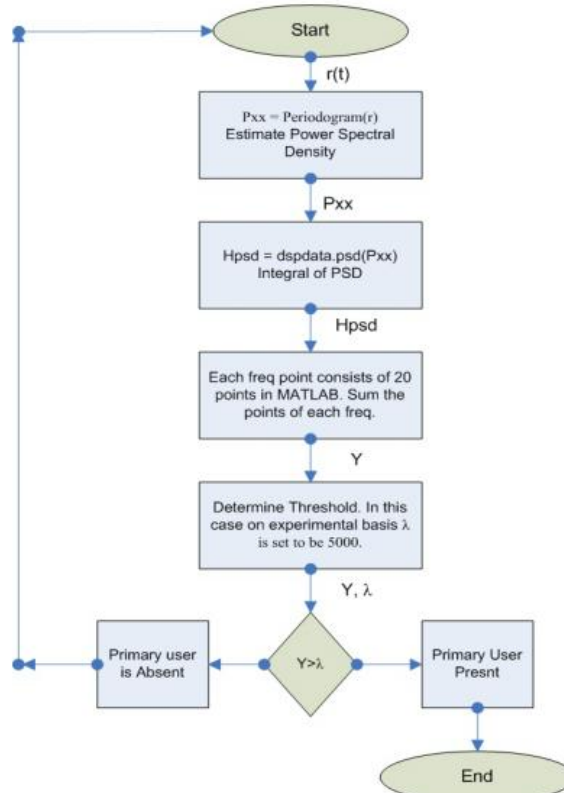 Start
r(t)
Pxx = Periodogram(r)
Estimate Power Spectral
Density
Pxx
Hpsd = dspdata.psd(Pxx)
Integral of PSD
Hpsd
Each freq point consists of 20
points in MATLAB. Sum the
points of each freq.
Y
Determine Threshold. In this
case on experimental basis λ
is set to be 5000.
Y, λ
Primary user
is Absent
Y>λ
Primary User
Presnt
End